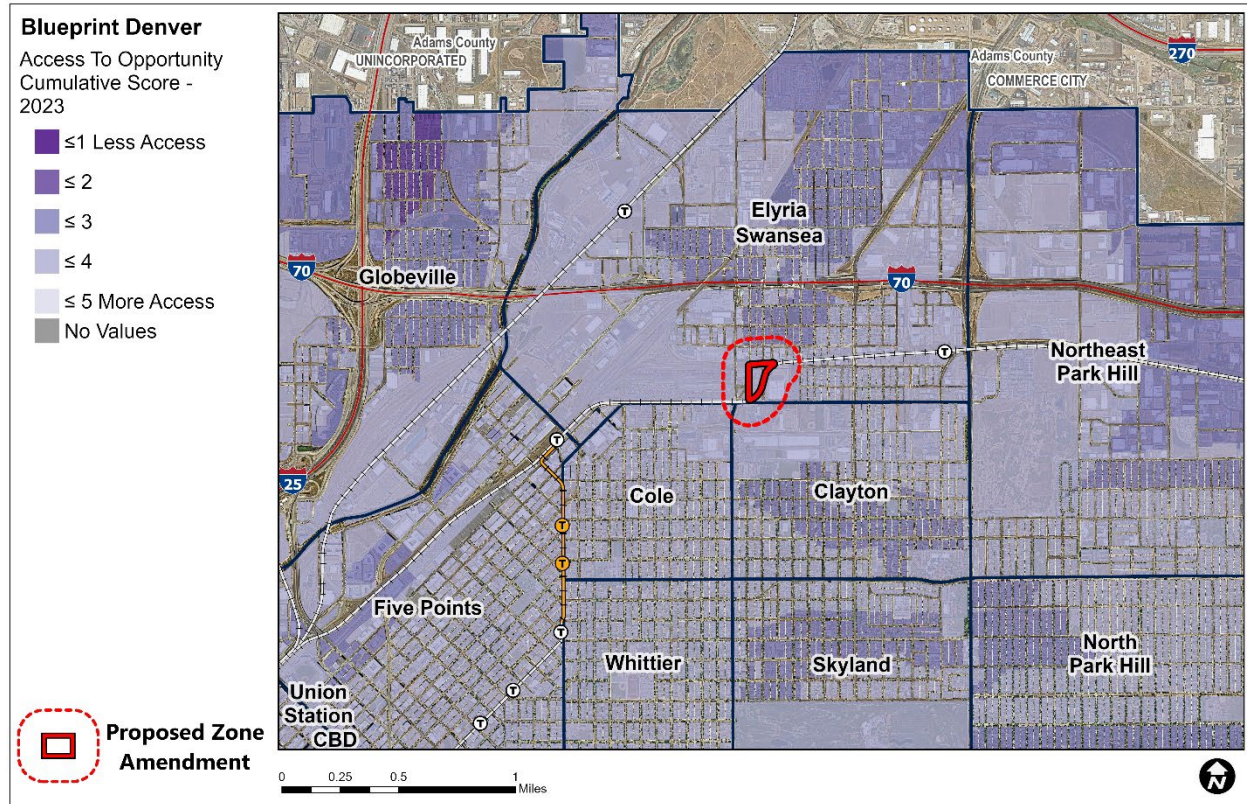 Blueprint Denver
Access To Opportunity
Cumulative Score -
2023
≤1 Less Access
≤ 2
≤ 3
≤ 4
≤ 5 More Access
No Values
Proposed Zone
Amendment
Adams County
UNINCORPORATED
Adams County
COMMERCE CITY
270
T
Elyria
Swansea
70
Globeville
70
T
Northeast
Park Hill
T
25
Cole
Clayton
T
T
Five Points
T
Whittier
Skyland
North
Park Hill
T
T
Union
Station
CBD
0 0.25 0.5 1
Miles
N